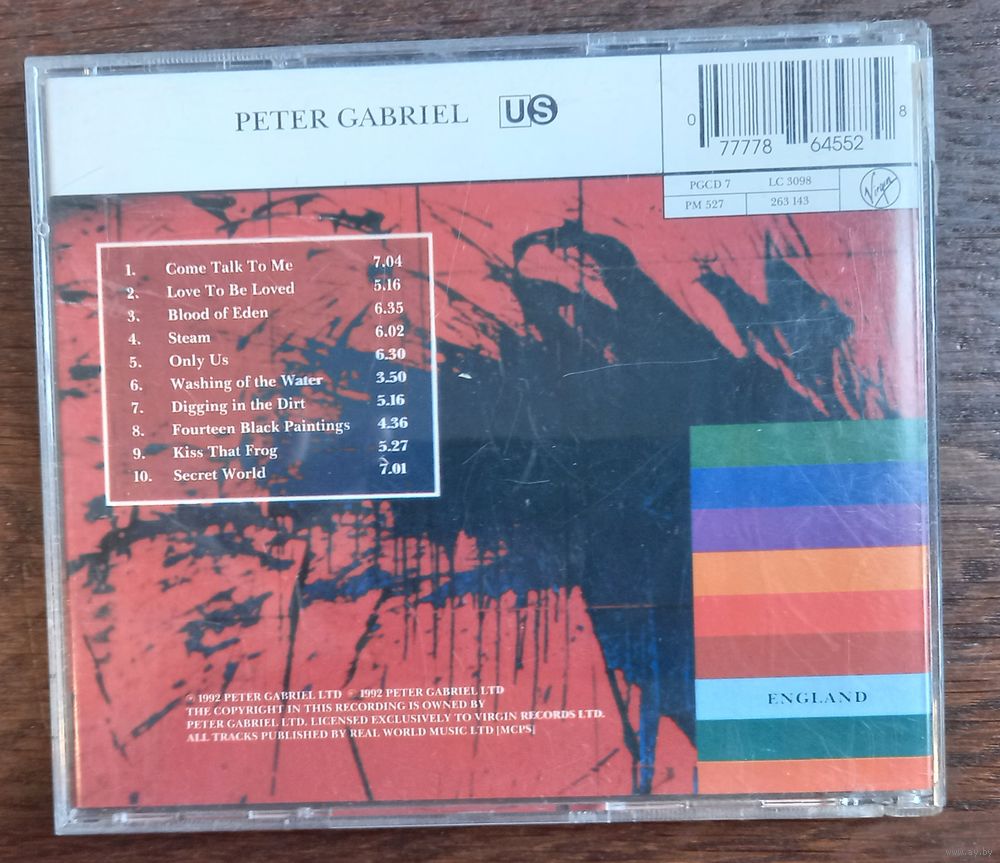 PETER GABRIEL US
0 77778 64552 8
PGCD 7 LC 3098
PM 527 263 143
Virgin
1. Come Talk To Me 7.04
2. Love To Be Loved 5.16
3. Blood of Eden 6.35
4. Steam 6.02
5. Only Us 6.30
6. Washing of the Water 3.50
7. Digging in the Dirt 5.16
8. Fourteen Black Paintings 4.36
9. Kiss That Frog 5.27
10. Secret World 7.01
ENGLAND
℗ 1992 PETER GABRIEL LTD © 1992 PETER GABRIEL LTD
THE COPYRIGHT IN THIS RECORDING IS OWNED BY
PETER GABRIEL LTD. LICENSED EXCLUSIVELY TO VIRGIN RECORDS LTD.
ALL TRACKS PUBLISHED BY REAL WORLD MUSIC LTD [MCPS]
www.ay.by